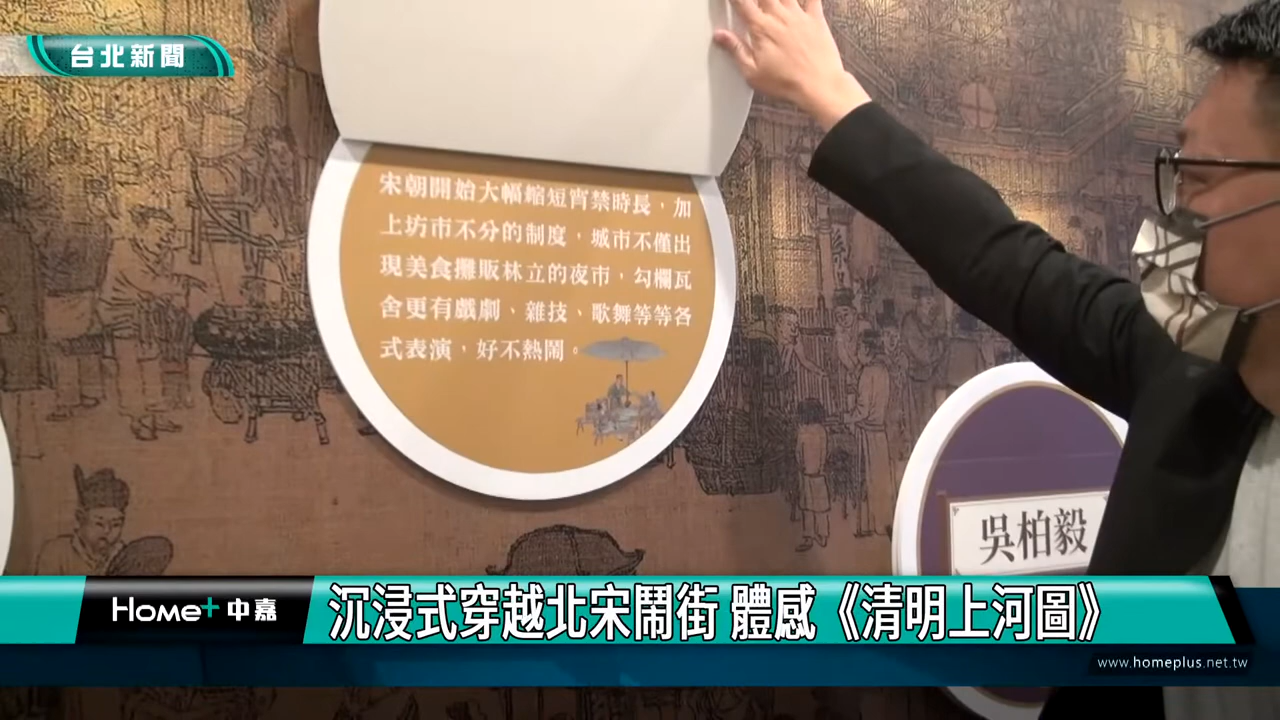 台北新聞
宋朝開始大幅縮短宵禁時長，加
上坊市不分的制度，城市不僅出
現美食攤販林立的夜市，勾欄瓦
舍更有戲劇、雜技、歌舞等等各
式表演，好不熱鬧。
吳柏毅
Home+中嘉
沉浸式穿越北宋鬧街 體感《清明上河圖》
www.homeplus.net.tw